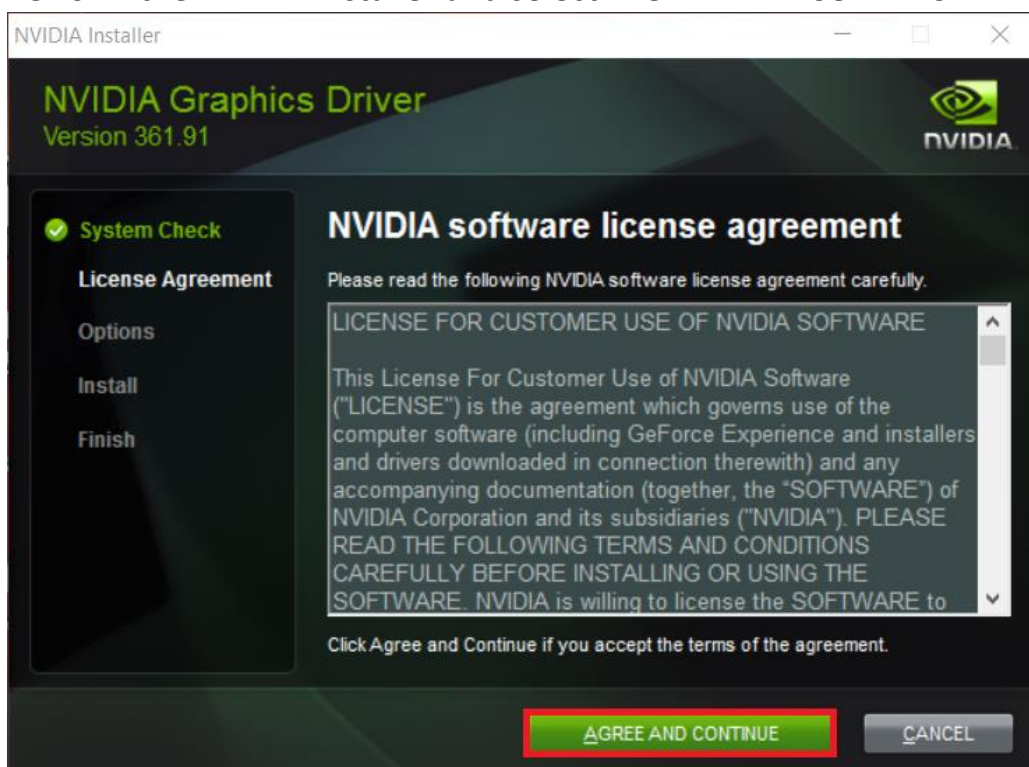 NVIDIA Installer
NVIDIA Graphics Driver
Version 361.91
NVIDIA
System Check
License Agreement
Options
Install
Finish
NVIDIA software license agreement
Please read the following NVIDIA software license agreement carefully.
LICENSE FOR CUSTOMER USE OF NVIDIA SOFTWARE
This License For Customer Use of NVIDIA Software
("LICENSE") is the agreement which governs use of the
computer software (including GeForce Experience and installers
and drivers downloaded in connection therewith) and any
accompanying documentation (together, the “SOFTWARE”) of
NVIDIA Corporation and its subsidiaries ("NVIDIA"). PLEASE
READ THE FOLLOWING TERMS AND CONDITIONS
CAREFULLY BEFORE INSTALLING OR USING THE
SOFTWARE. NVIDIA is willing to license the SOFTWARE to
Click Agree and Continue if you accept the terms of the agreement.
AGREE AND CONTINUE
CANCEL